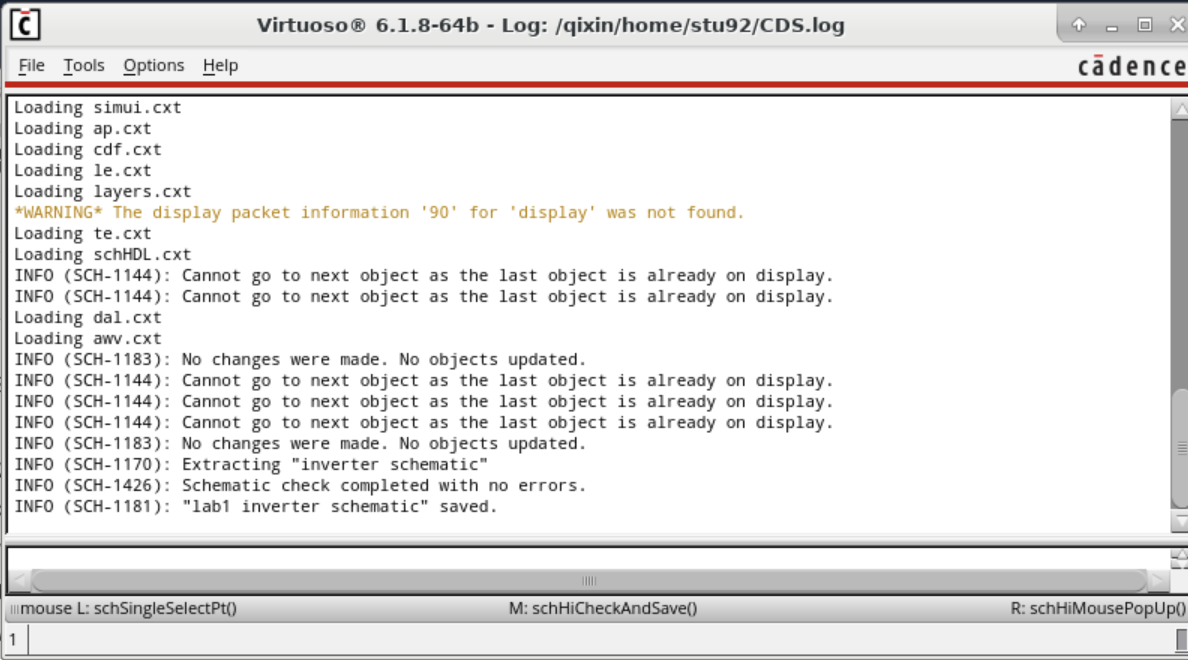 Virtuoso® 6.1.8-64b - Log: /qixin/home/stu92/CDS.log
File Tools Options Help
cādence
Loading simui.cxt
Loading ap.cxt
Loading cdf.cxt
Loading le.cxt
Loading layers.cxt
*WARNING* The display packet information '90' for 'display' was not found.
Loading te.cxt
Loading schHDL.cxt
INFO (SCH-1144): Cannot go to next object as the last object is already on display.
INFO (SCH-1144): Cannot go to next object as the last object is already on display.
Loading dal.cxt
Loading awv.cxt
INFO (SCH-1183): No changes were made. No objects updated.
INFO (SCH-1144): Cannot go to next object as the last object is already on display.
INFO (SCH-1144): Cannot go to next object as the last object is already on display.
INFO (SCH-1144): Cannot go to next object as the last object is already on display.
INFO (SCH-1183): No changes were made. No objects updated.
INFO (SCH-1170): Extracting "inverter schematic"
INFO (SCH-1426): Schematic check completed with no errors.
INFO (SCH-1181): "lab1 inverter schematic" saved.
mouse L: schSingleSelectPt() M: schHiCheckAndSave() R: schHiMousePopUp()
1